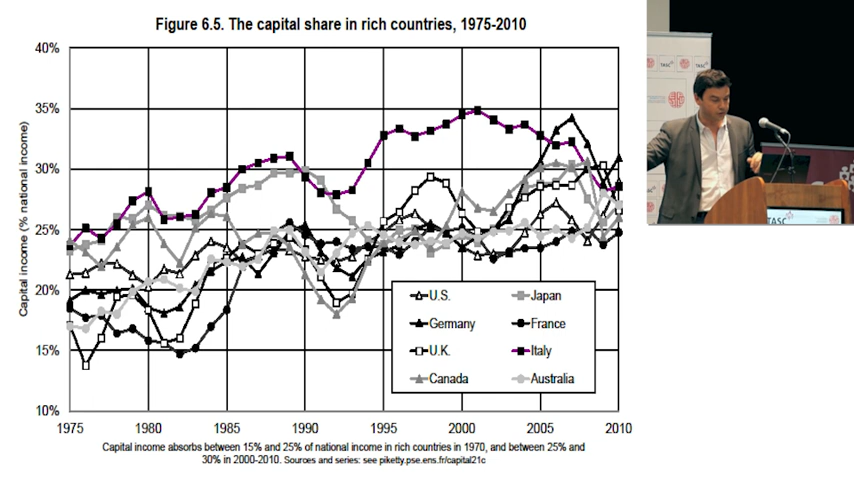 Figure 6.5. The capital share in rich countries, 1975-2010
40%
35%
30%
25%
20%
15%
10%
Capital income (% national income)
U.S.
Japan
Germany
France
U.K.
Italy
Canada
Australia
1975 1980 1985 1990 1995 2000 2005 2010
Capital income absorbs between 15% and 25% of national income in rich countries in 1970, and between 25% and
30% in 2000-2010. Sources and series: see piketty.pse.ens.fr/capital21c
TASC
TASC
TASC